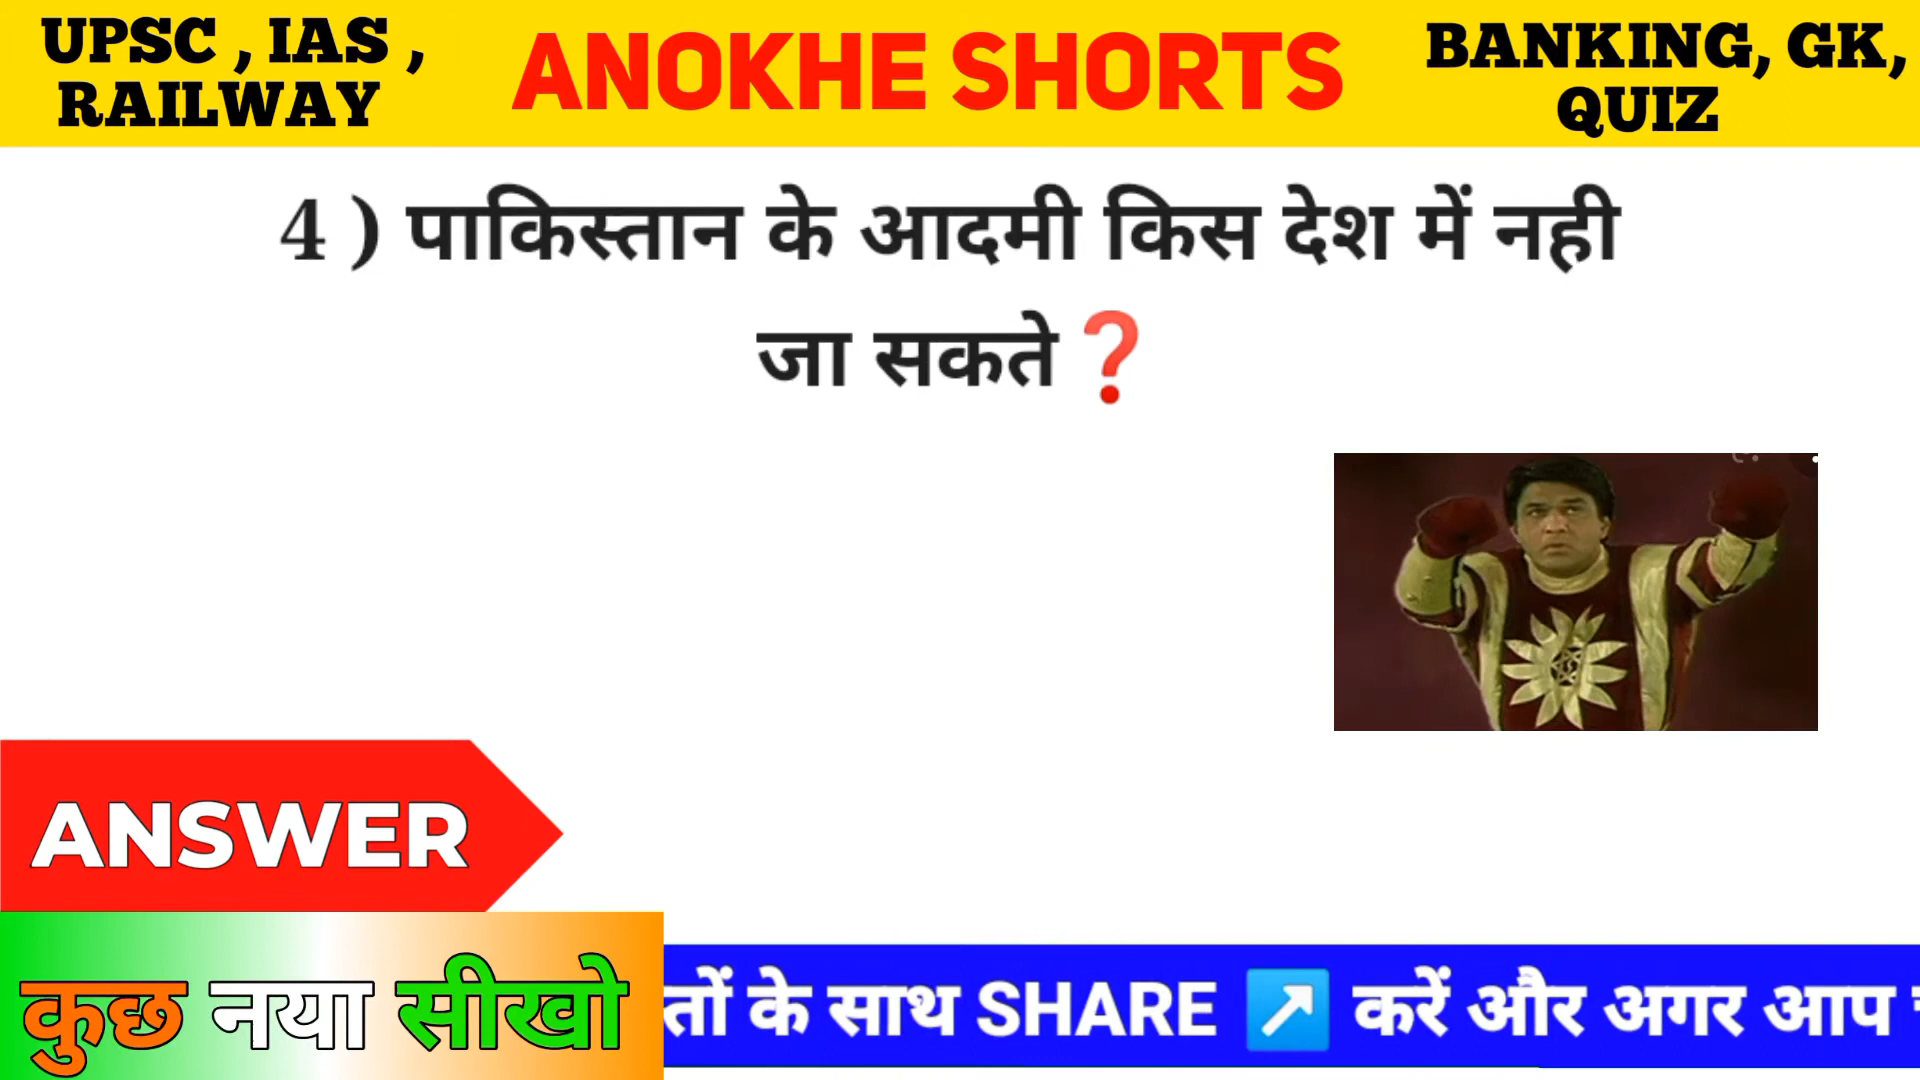 UPSC , IAS ,
RAILWAY
ANOKHE SHORTS
BANKING, GK,
QUIZ
4 ) पाकिस्तान के आदमी किस देश में नही
जा सकते ❓
ANSWER
कुछ नया सीखो
तों के साथ SHARE ↗ करें और अगर आप